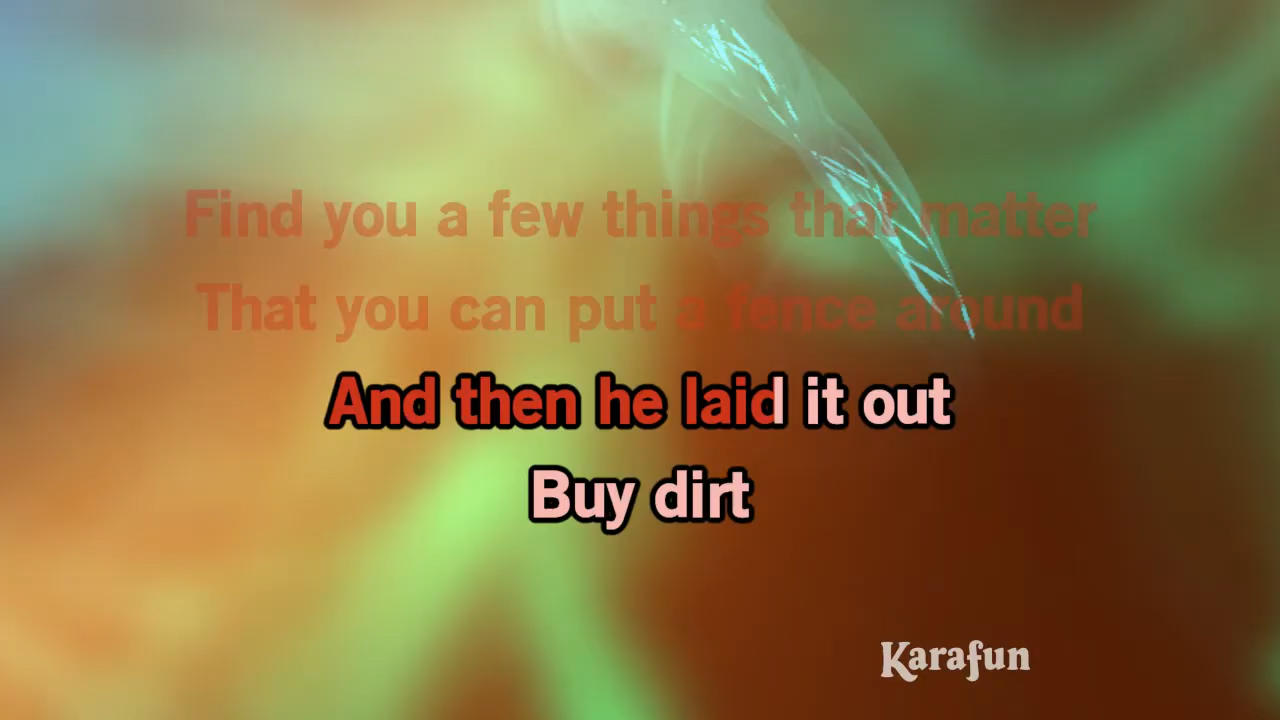 Find you a few things that matter
That you can put a fence around
And then he laid it out
Buy dirt
Karafun